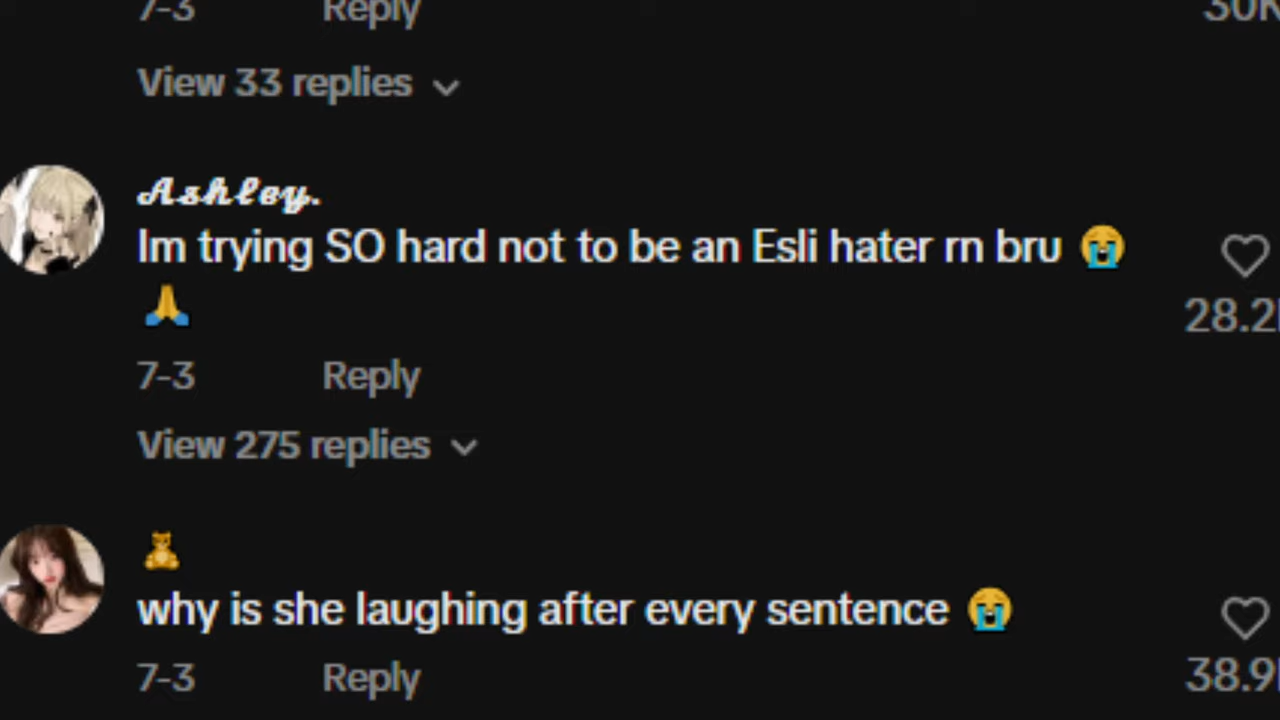 7-3 Reply 30K
View 33 replies
𝓐𝓼𝓱𝓵𝓮𝔂.
Im trying SO hard not to be an Esli hater rn bru 😭
🙏
28.2
7-3 Reply
View 275 replies
🧸
why is she laughing after every sentence 😭
7-3 Reply 38.9